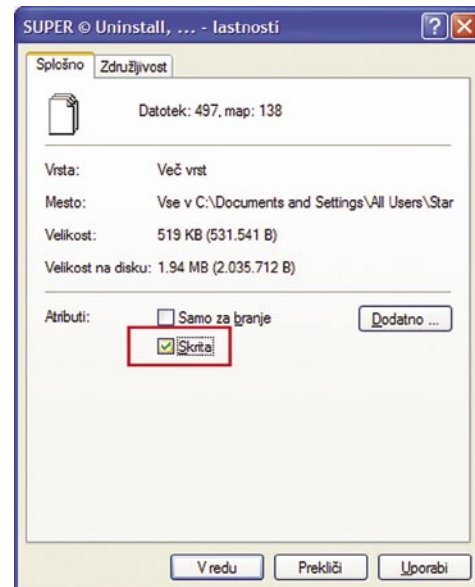 SUPER © Uninstall, ... - lastnosti
Splošno Združljivost
Datotek: 497, map: 138
Vrsta: Več vrst
Mesto: Vse v C:\Documents and Settings\All Users\Star
Velikost: 519 KB (531.541 B)
Velikost na disku: 1.94 MB (2.035.712 B)
Atributi: Samo za branje Dodatno ...
Skrita
V redu Prekliči Uporabi